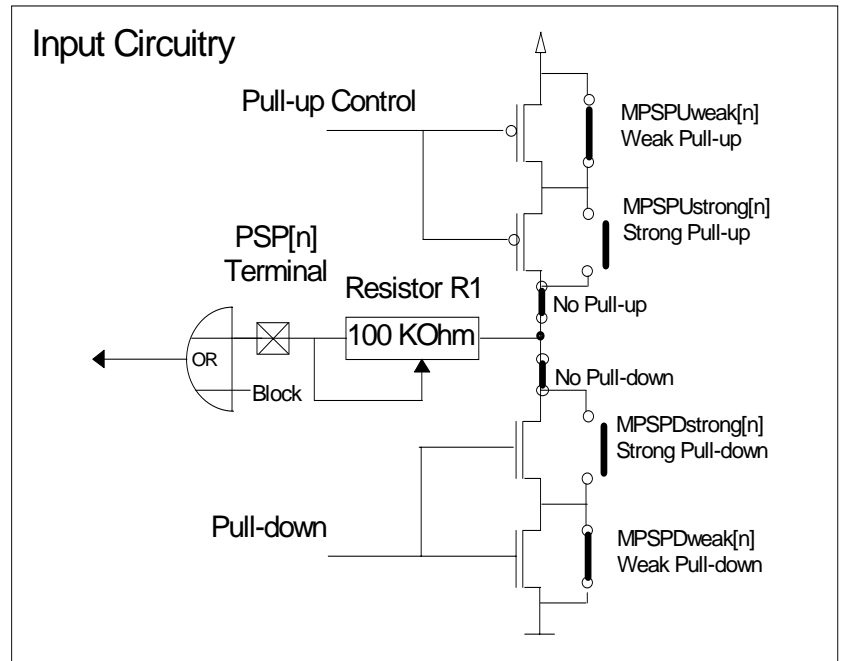 Input Circuitry
Pull-up Control
MPSPUweak[n]
Weak Pull-up
MPSPUstrong[n]
Strong Pull-up
PSP[n]
Terminal
Resistor R1
No Pull-up
100 KOhm
OR
No Pull-down
Block
MPSPDstrong[n]
Strong Pull-down
Pull-down
MPSPDweak[n]
Weak Pull-down